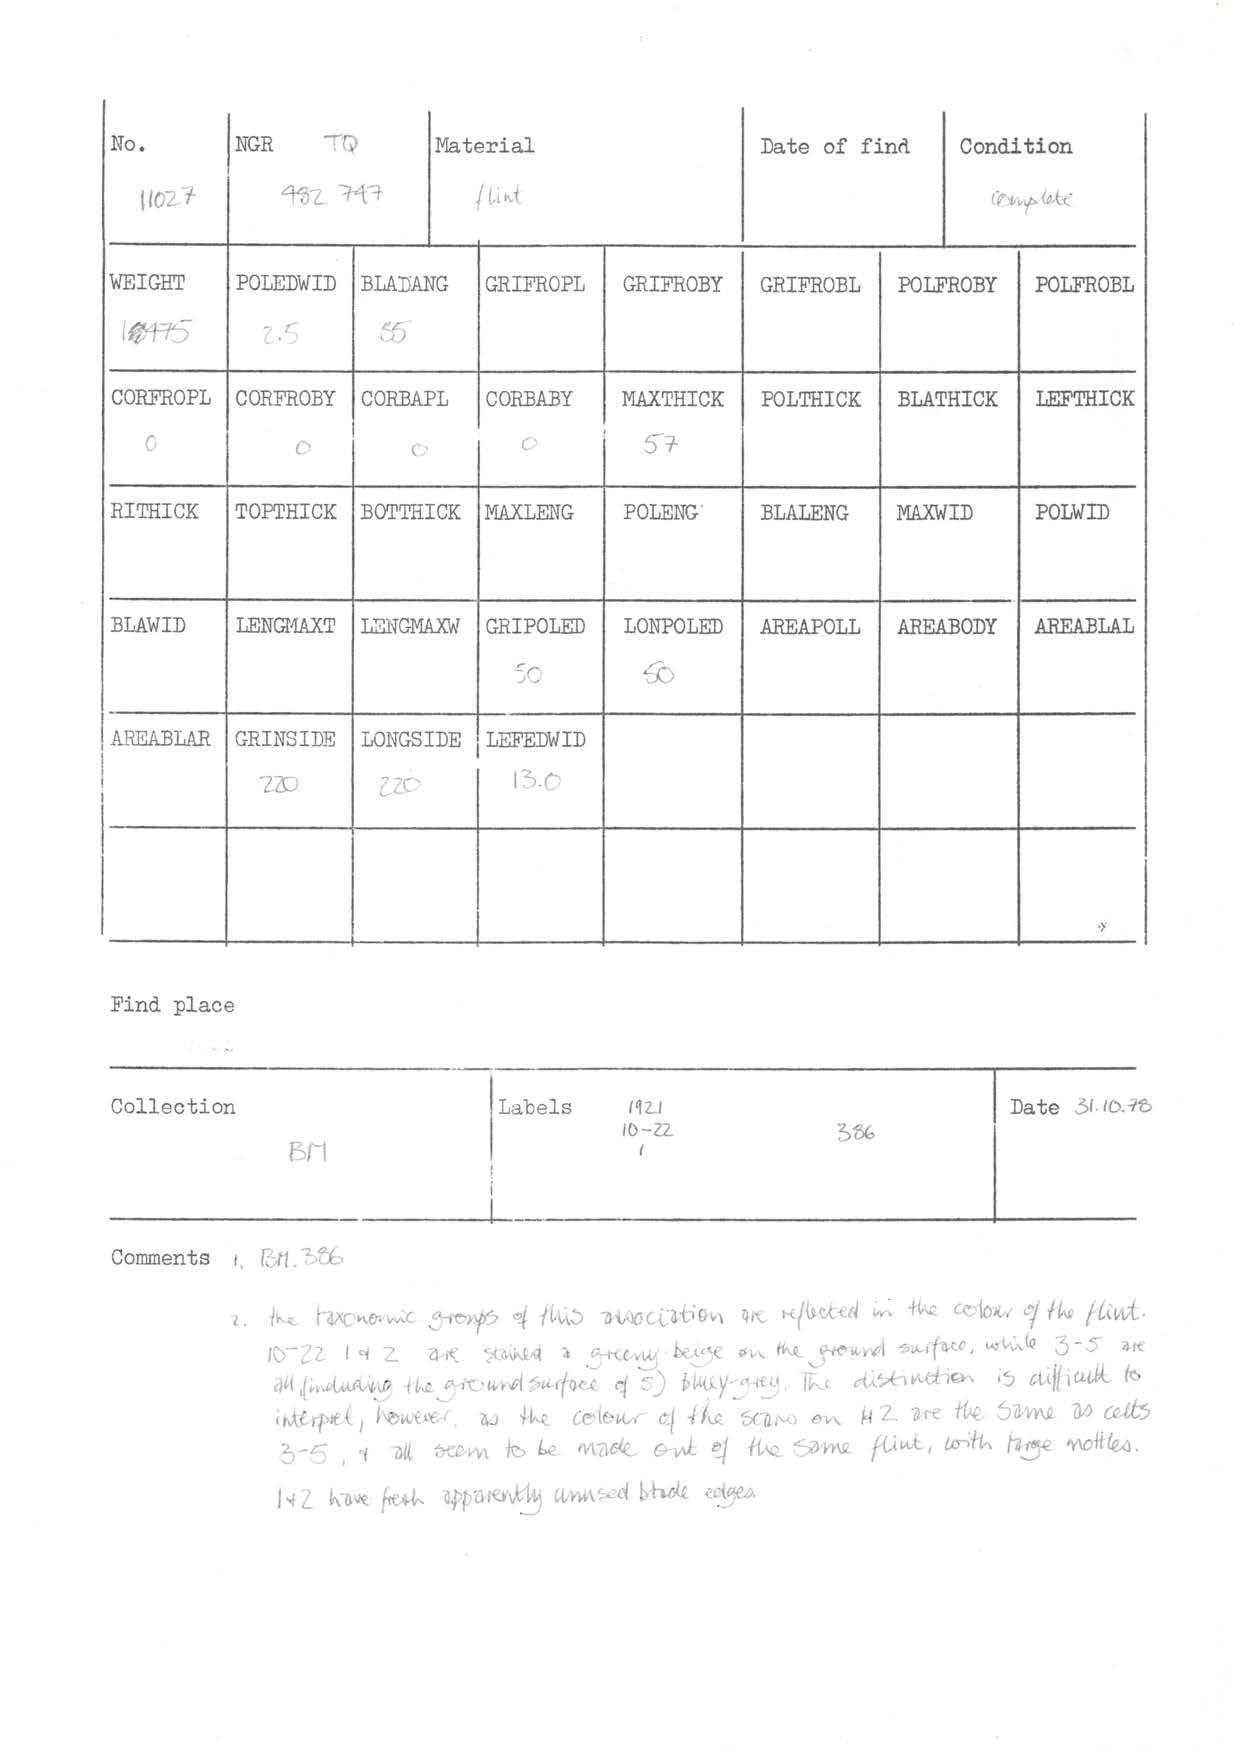 No. NGR TQ Material Date of find Condition
11027 482 747 flint complete
WEIGHT POLEDWID BLADANG GRIFROPL GRIFROBY GRIFROBL POLFROBY POLFROBL
475 2.5 85
CORFROPL CORFROBY CORBAPL CORBABY MAXTHICK POLTHICK BLATHICK LEFTHICK
0 0 0 0 57
RITHICK TOPTHICK BOTTHICK MAXLENG POLENG BLALENG MAXWID POLWID
BLAWID LENGMAXT LENGMAXW GRIPOLED LONPOLED AREAPOLL AREABODY AREABLAL
50 50
AREABLAR GRINSIDE LONGSIDE LEFEDWID
220 220 13.0
Find place
Collection Labels 1921 Date 31.10.78
10-22 386
BM 1
Comments 1. BM.386
2. the taxonomic groups of this association are reflected in the colour of the flint.
10-22 1 & 2 are stained a greeny-beige on the ground surface, while 3-5 are
all (including the ground surface of 5) bluey-grey. The distinction is difficult to
interpret, however, as the colour of the scars on 1+2 are the same as celts
3-5, & all seem to be made out of the same flint, with large mottles.
1+2 have fresh apparently unused blade edges